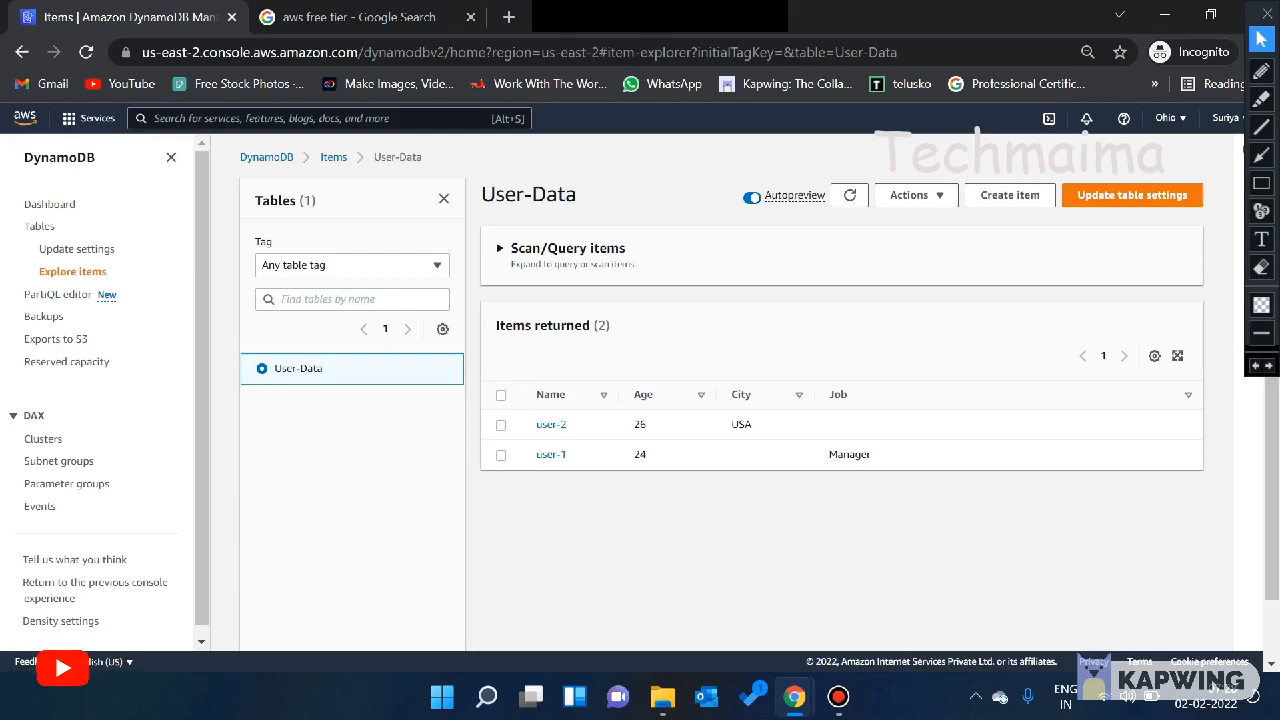 Items | Amazon DynamoDB Man
aws free tier - Google Search
us-east-2.console.aws.amazon.com/dynamodbv2/home?region=us-east-2#item-explorer?initialTagKey=&table=User-Data
Incognito
Gmail
YouTube
Free Stock Photos -...
Make Images, Video...
Work With The Wor...
WhatsApp
Kapwing: The Crea...
telusko
Professional Certific...
»
Reading
aws
Services
Search for services, features, blogs, docs, and more
[Alt+S]
Ohio ▼
Suriya
Techmaima
DynamoDB
Dashboard
Tables
Update settings
Explore items
PartiQL editor New
Backups
Exports to S3
Reserved capacity
DAX
Clusters
Subnet groups
Parameter groups
Events
Tell us what you think
Return to the previous console
experience
Density settings
DynamoDB > Items > User-Data
Tables (1)
Tag
Any table tag
Find tables by name
1
User-Data
User-Data
Autopreview
Actions ▼
Create item
Update table settings
Scan/Query items
Expand to query or scan items.
Items returned (2)
1
Name Age City Job
user-2 26 USA
user-1 24 Manager
© 2022, Amazon Internet Services Private Ltd. or its affiliates.
Privacy
Terms
Cookie preferences
KAPWING
ENG
IN
02-02-2022